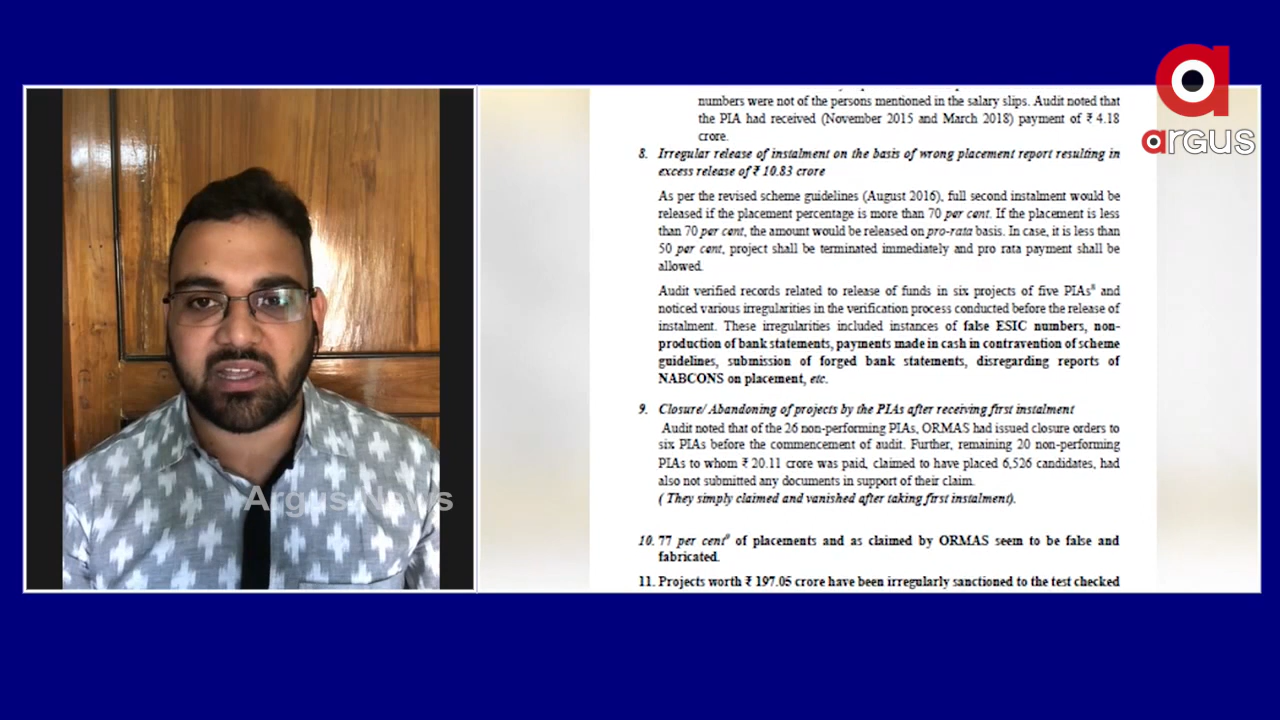 argus
Argus News
numbers were not of the persons mentioned in the salary slips. Audit noted that
the PIA had received (November 2015 and March 2018) payment of ₹ 4.18
crore.
8. Irregular release of instalment on the basis of wrong placement report resulting in
excess release of ₹ 10.83 crore
As per the revised scheme guidelines (August 2016), full second instalment would be
released if the placement percentage is more than 70 per cent. If the placement is less
than 70 per cent, the amount would be released on pro-rata basis. In case, it is less than
50 per cent, project shall be terminated immediately and pro rata payment shall be
allowed.
Audit verified records related to release of funds in six projects of five PIAs⁸ and
noticed various irregularities in the verification process conducted before the release of
instalment. These irregularities included instances of false ESIC numbers, non-
production of bank statements, payments made in cash in contravention of scheme
guidelines, submission of forged bank statements, disregarding reports of
NABCONS on placement, etc.
9. Closure/ Abandoning of projects by the PIAs after receiving first instalment
Audit noted that of the 26 non-performing PIAs, ORMAS had issued closure orders to
six PIAs before the commencement of audit. Further, remaining 20 non-performing
PIAs to whom ₹ 20.11 crore was paid, claimed to have placed 6,526 candidates, had
also not submitted any documents in support of their claim.
( They simply claimed and vanished after taking first instalment).
10. 77 per cent⁹ of placements and as claimed by ORMAS seem to be false and
fabricated.
11. Projects worth ₹ 197.05 crore have been irregularly sanctioned to the test checked